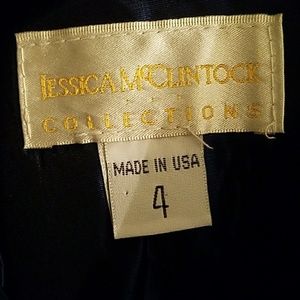 JESSICA McCLINTOCK
COLLECTIONS
MADE IN USA
4